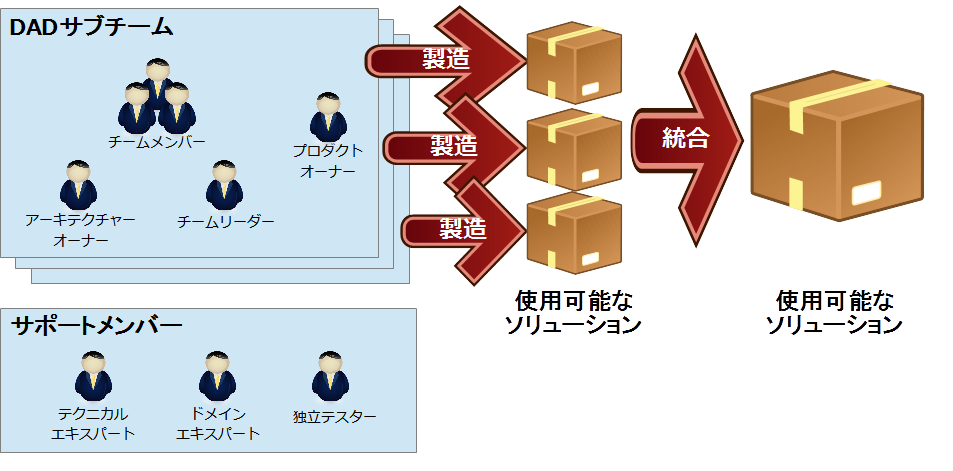 DADサブチーム
チームメンバー
プロダクト
オーナー
アーキテクチャー
オーナー
チームリーダー
製造
製造
製造
統合
使用可能な
ソリューション
使用可能な
ソリューション
サポートメンバー
テクニカル
エキスパート
ドメイン
エキスパート
独立テスター